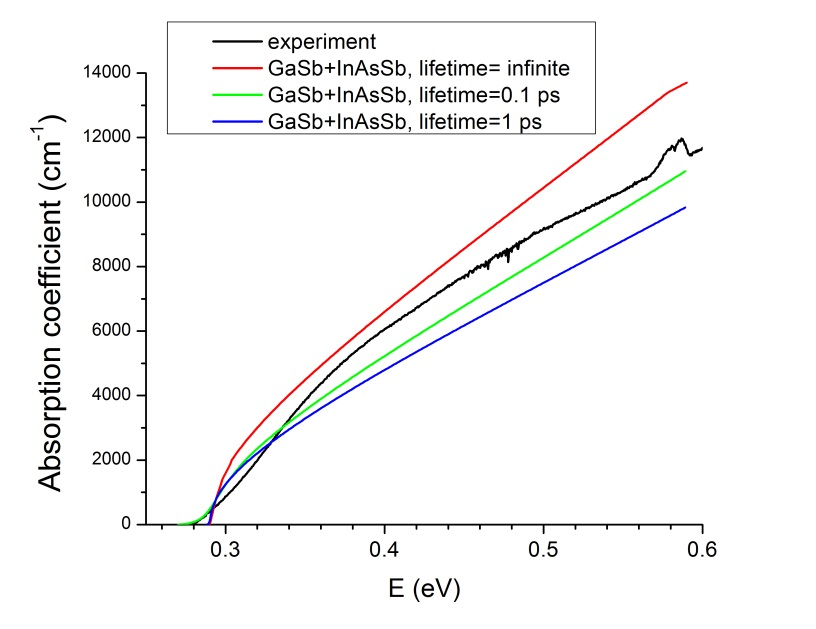 experiment
GaSb+InAsSb, lifetime= infinite
GaSb+InAsSb, lifetime=0.1 ps
GaSb+InAsSb, lifetime=1 ps
14000
12000
10000
8000
6000
4000
2000
0
Absorption coefficient (cm⁻¹)
0.3 0.4 0.5 0.6
E (eV)